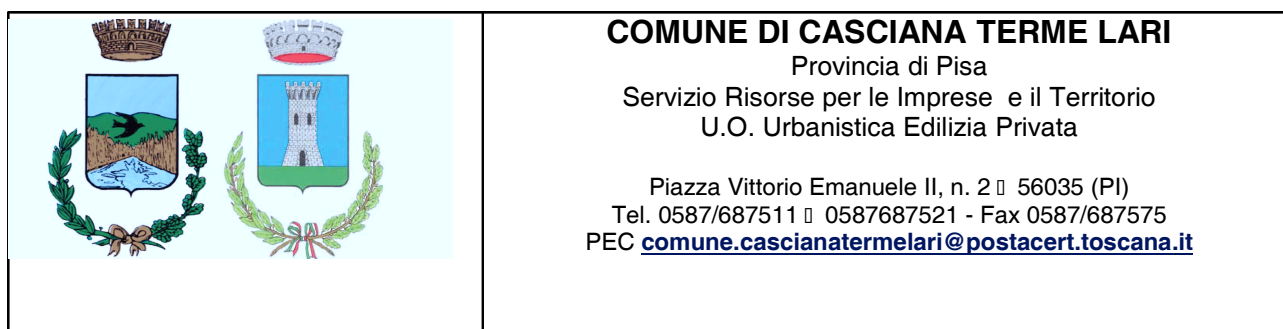 COMUNE DI CASCIANA TERME LARI
Provincia di Pisa
Servizio Risorse per le Imprese e il Territorio
U.O. Urbanistica Edilizia Privata
Piazza Vittorio Emanuele II, n. 2 ▯ 56035 (PI)
Tel. 0587/687511 ▯ 0587687521 - Fax 0587/687575
PEC comune.cascianatermelari@postacert.toscana.it